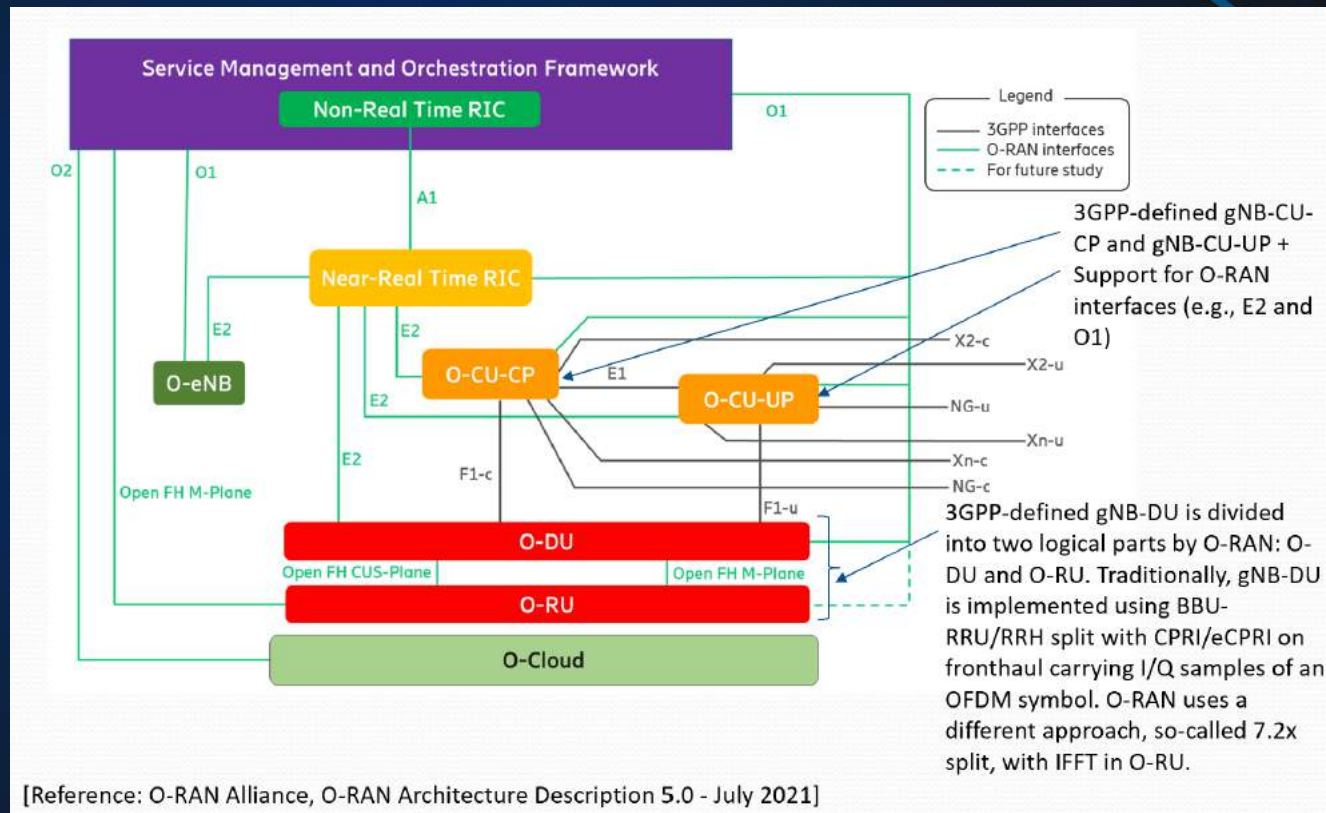 Service Management and Orchestration Framework
Non-Real Time RIC
O1
Legend
3GPP interfaces
O-RAN interfaces
For future study
O2
O1
A1
3GPP-defined gNB-CU-
CP and gNB-CU-UP +
Support for O-RAN
interfaces (e.g., E2 and
O1)
Near-Real Time RIC
E2
E2
X2-c
X2-u
O-eNB
O-CU-CP
E1
O-CU-UP
E2
NG-u
Xn-u
E2
F1-c
Xn-c
NG-c
Open FH M-Plane
F1-u
3GPP-defined gNB-DU is divided
into two logical parts by O-RAN: O-
DU and O-RU. Traditionally, gNB-DU
is implemented using BBU-
RRU/RRH split with CPRI/eCPRI on
fronthaul carrying I/Q samples of an
OFDM symbol. O-RAN uses a
different approach, so-called 7.2x
split, with IFFT in O-RU.
O-DU
Open FH CUS-Plane
Open FH M-Plane
O-RU
O-Cloud
[Reference: O-RAN Alliance, O-RAN Architecture Description 5.0 - July 2021]